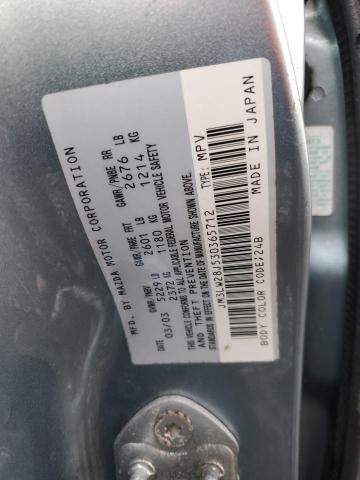 MFD. BY MAZDA MOTOR CORPORATION
GVWR/PNBV GAWR/PNBE FRT GAWR/PNBE RR
03/03 5229 LB 2601 LB 2676 LB
2372 KG 1180 KG 1214 KG
THIS VEHICLE CONFORMS TO ALL APPLICABLE FEDERAL MOTOR VEHICLE SAFETY
AND THEFT PREVENTION STANDARDS IN EFFECT ON THE DATE OF MANUFACTURE SHOWN ABOVE.
TYPE: MPV
JM3LW28J530365712
BODY COLOR CODE;24B MADE IN JAPAN